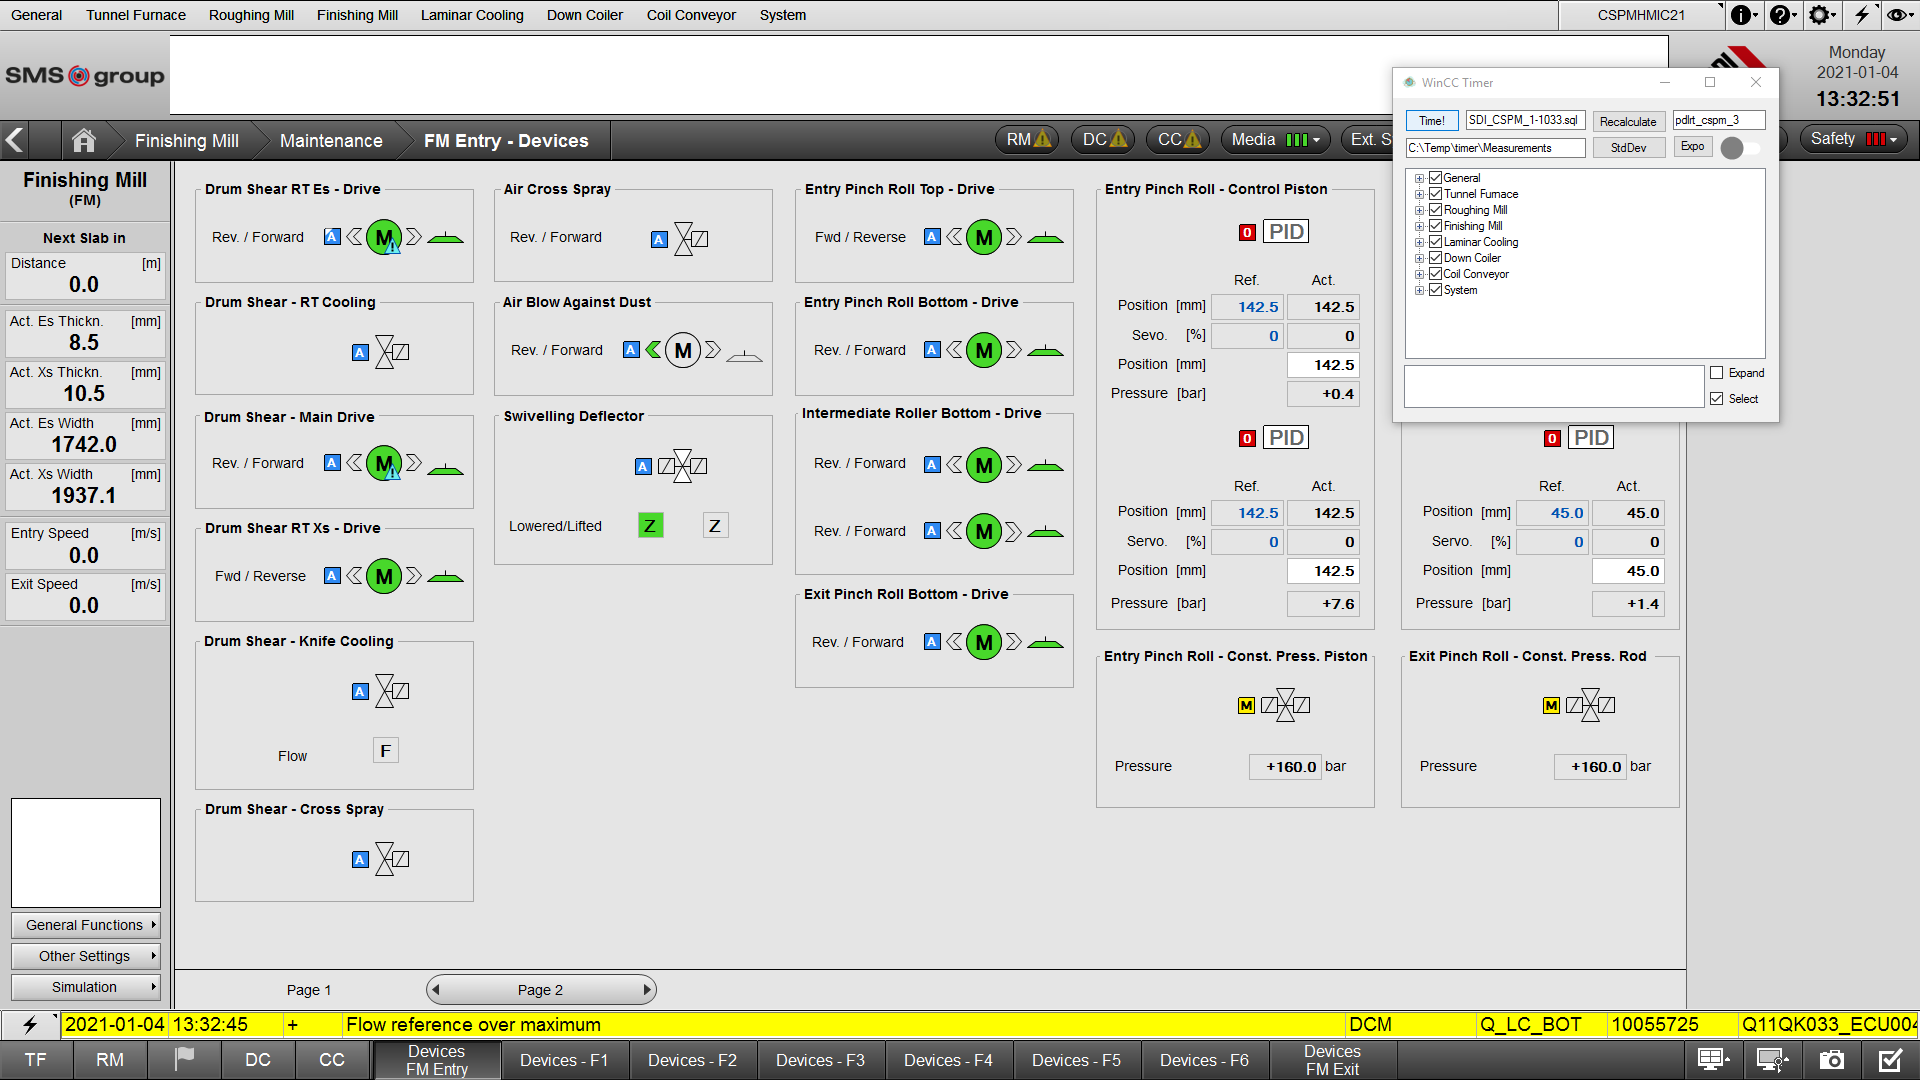 General Tunnel Furnace Roughing Mill Finishing Mill Laminar Cooling Down Coiler Coil Conveyor System CSPMHMIC21
SMS group
Monday
2021-01-04
13:32:51
Finishing Mill Maintenance FM Entry - Devices RM DC CC Media Ext. S Safety
WinCC Timer
Time! SDI_CSPM_1-1033.sql Recalculate pdlrt_cspm_3
C:\Temp\timer\Measurements StdDev Expo
General
Tunnel Furnace
Roughing Mill
Finishing Mill
Laminar Cooling
Down Coiler
Coil Conveyor
System
Expand
Select
Finishing Mill
(FM)
Next Slab in
Distance [m]
0.0
Act. Es Thickn. [mm]
8.5
Act. Xs Thickn. [mm]
10.5
Act. Es Width [mm]
1742.0
Act. Xs Width [mm]
1937.1
Entry Speed [m/s]
0.0
Exit Speed [m/s]
0.0
General Functions
Other Settings
Simulation
Drum Shear RT Es - Drive
Rev. / Forward A M
Drum Shear - RT Cooling
A
Drum Shear - Main Drive
Rev. / Forward A M
Drum Shear RT Xs - Drive
Fwd / Reverse A M
Drum Shear - Knife Cooling
A
Flow F
Drum Shear - Cross Spray
A
Air Cross Spray
Rev. / Forward A
Air Blow Against Dust
Rev. / Forward A M
Swivelling Deflector
A
Lowered/Lifted Z Z
Entry Pinch Roll Top - Drive
Fwd / Reverse A M
Entry Pinch Roll Bottom - Drive
Rev. / Forward A M
Intermediate Roller Bottom - Drive
Rev. / Forward A M
Rev. / Forward A M
Exit Pinch Roll Bottom - Drive
Rev. / Forward A M
Entry Pinch Roll - Control Piston
0 PID
Ref. Act.
Position [mm] 142.5 142.5
Sevo. [%] 0 0
Position [mm] 142.5
Pressure [bar] +0.4
0 PID
Ref. Act.
Position [mm] 142.5 142.5
Servo. [%] 0 0
Position [mm] 142.5
Pressure [bar] +7.6
0 PID
Ref. Act.
Position [mm] 45.0 45.0
Servo. [%] 0 0
Position [mm] 45.0
Pressure [bar] +1.4
Entry Pinch Roll - Const. Press. Piston
M
Pressure +160.0 bar
Exit Pinch Roll - Const. Press. Rod
M
Pressure +160.0 bar
Page 1 Page 2
2021-01-04 13:32:45 + Flow reference over maximum DCM Q_LC_BOT 10055725 Q11QK033_ECU004
TF RM DC CC Devices FM Entry Devices - F1 Devices - F2 Devices - F3 Devices - F4 Devices - F5 Devices - F6 Devices FM Exit